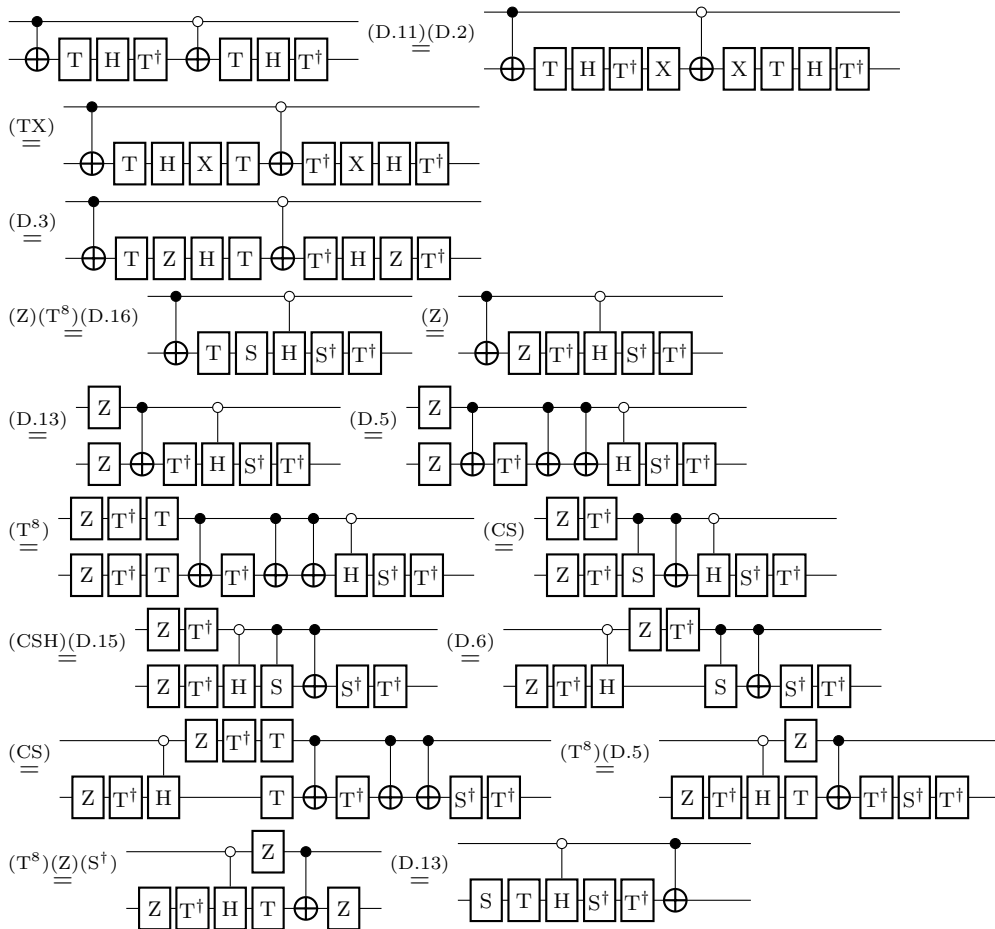 T H T† T H T† (D.11)(D.2) = T H T† X X T H T†
(TX) = T H X T T† X H T†
(D.3) = T Z H T T† H Z T†
(Z)(T⁸)(D.16) = T S H S† T† (Z) = Z T† H S† T†
(D.13) = Z (D.5) = Z
Z T† H S† T† Z T† H S† T†
(T⁸) = Z T† T (CS) = Z T†
Z T† T T† H S† T† Z T† S H S† T†
(CSH)(D.15) = Z T† (D.6) = Z T†
Z T† H S S† T† Z T† H S S† T†
(CS) = Z T† T (T⁸)(D.5) = Z
Z T† H T T† S† T† Z T† H T T† S† T†
(T⁸)(Z)(S†) = Z (D.13) =
Z T† H T Z S T H S† T†